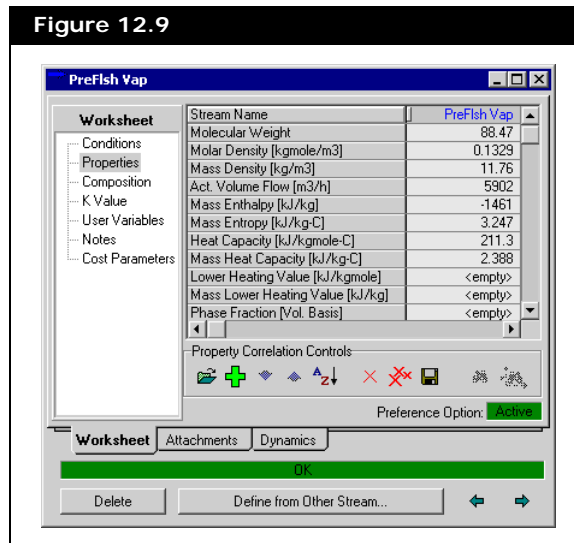 Figure 12.9
PreFlsh Vap
Worksheet
Conditions
Properties
Composition
K Value
User Variables
Notes
Cost Parameters
Stream Name PreFlsh Vap
Molecular Weight 88.47
Molar Density [kgmole/m3] 0.1329
Mass Density [kg/m3] 11.76
Act. Volume Flow [m3/h] 5902
Mass Enthalpy [kJ/kg] -1461
Mass Entropy [kJ/kg-C] 3.247
Heat Capacity [kJ/kgmole-C] 211.3
Mass Heat Capacity [kJ/kg-C] 2.388
Lower Heating Value [kJ/kgmole] <empty>
Mass Lower Heating Value [kJ/kg] <empty>
Phase Fraction [Vol. Basis] <empty>
Property Correlation Controls
AZ
Preference Option: Active
Worksheet Attachments Dynamics
OK
Delete Define from Other Stream...